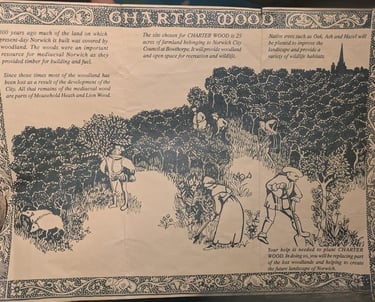 CHARTER WOOD
800 years ago much of the land on which
present-day Norwich is built was covered by
woodland. The woods were an important
resource for mediaeval Norwich as they
provided timber for building and fuel.
Since those times most of the woodland has
been lost as a result of the development of the
City. All that remains of the mediaeval wood
are parts of Mousehold Heath and Lion Wood.
The site chosen for CHARTER WOOD is 25
acres of farmland belonging to Norwich City
Council at Bowthorpe. It will provide woodland
and open space for recreation and wildlife.
Native trees such as Oak, Ash and Hazel will
be planted to improve the
landscape and provide a
variety of wildlife habitats.
Your help is needed to plant CHARTER
WOOD. In doing so, you will be replacing part
of the lost woodlands and helping to create
the future landscape of Norwich.